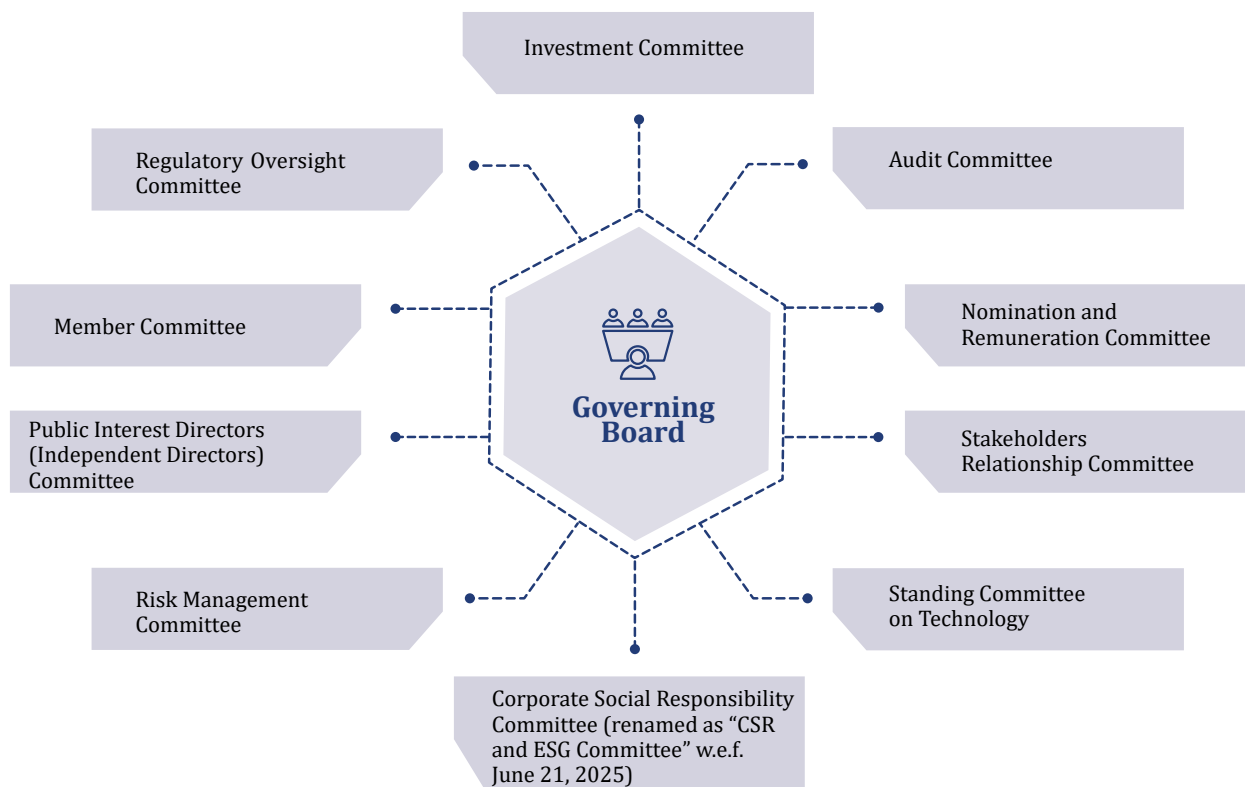 Investment Committee
Regulatory Oversight
Committee
Audit Committee
Member Committee
Nomination and
Remuneration Committee
Governing
Board
Public Interest Directors
(Independent Directors)
Committee
Stakeholders
Relationship Committee
Risk Management
Committee
Standing Committee
on Technology
Corporate Social Responsibility
Committee (renamed as “CSR
and ESG Committee” w.e.f.
June 21, 2025)